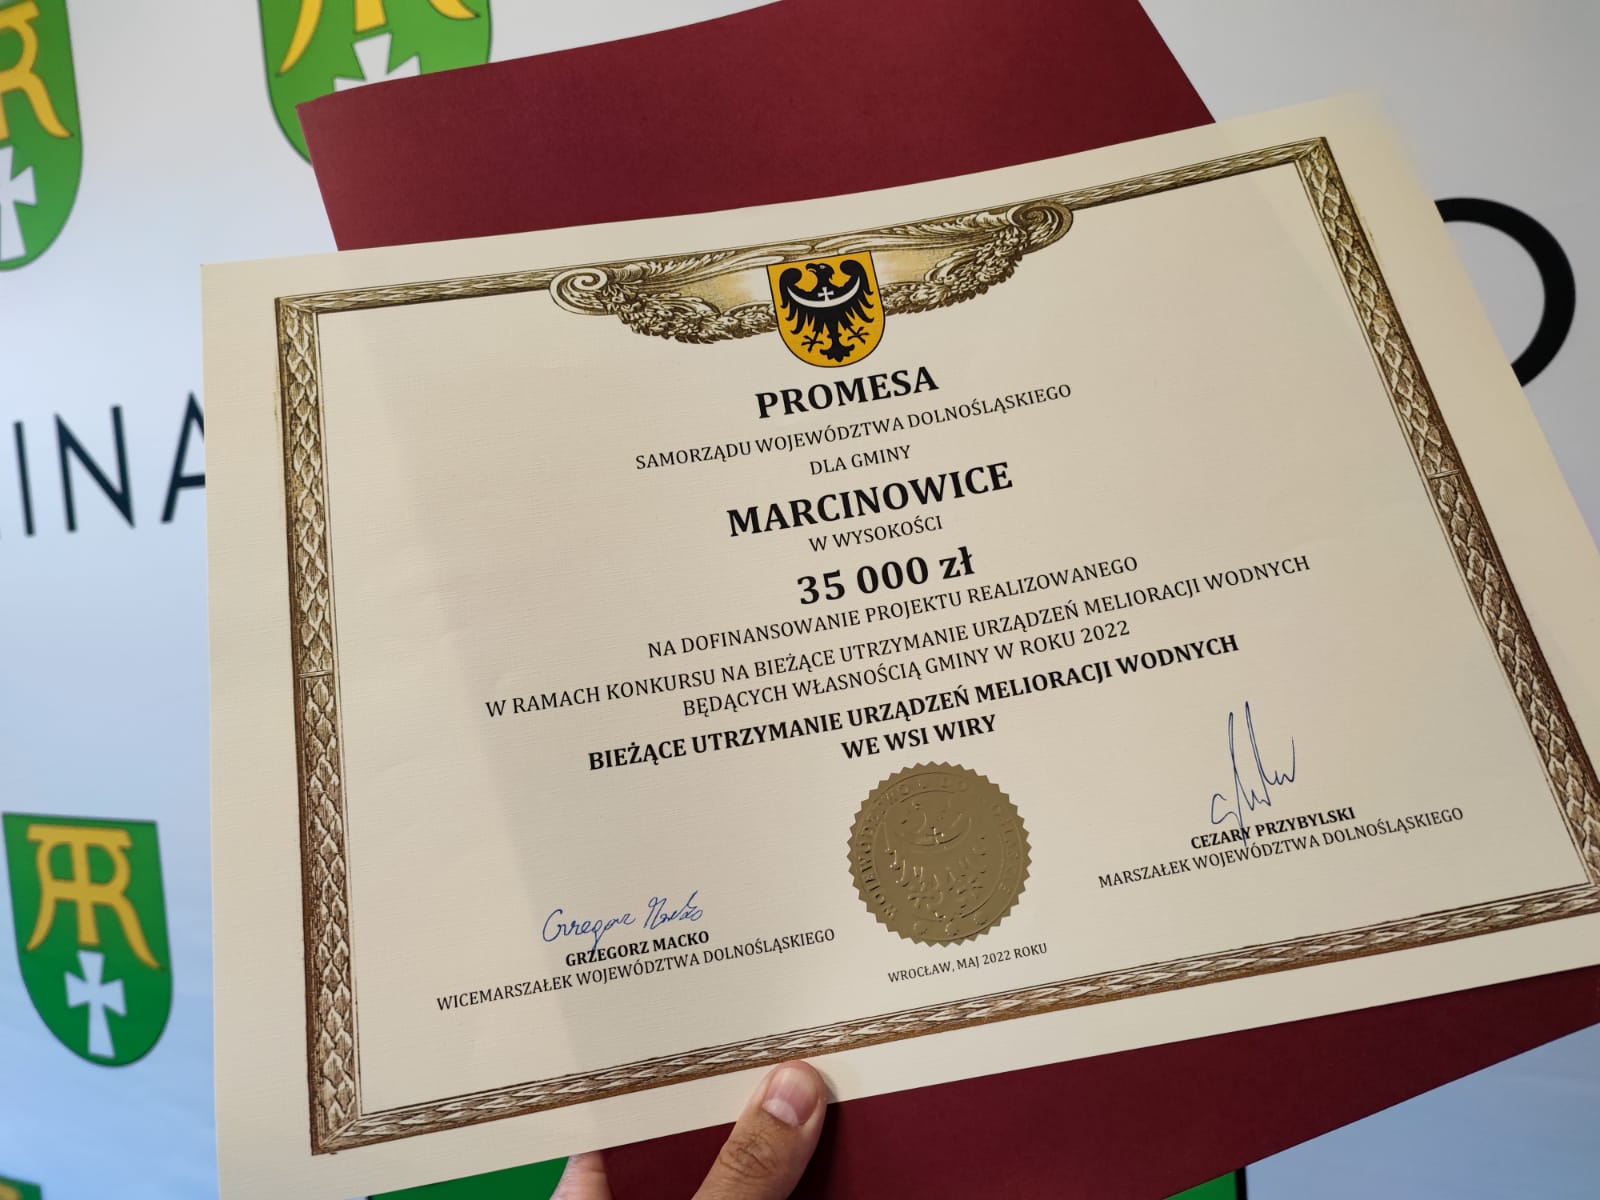 INA
PROMESA
SAMORZĄDU WOJEWÓDZTWA DOLNOŚLĄSKIEGO
DLA GMINY
MARCINOWICE
W WYSOKOŚCI
35 000 zł
NA DOFINANSOWANIE PROJEKTU REALIZOWANEGO
W RAMACH KONKURSU NA BIEŻĄCE UTRZYMANIE URZĄDZEŃ MELIORACJI WODNYCH
BĘDĄCYCH WŁASNOŚCIĄ GMINY W ROKU 2022
BIEŻĄCE UTRZYMANIE URZĄDZEŃ MELIORACJI WODNYCH
WE WSI WIRY
CEZARY PRZYBYLSKI
MARSZAŁEK WOJEWÓDZTWA DOLNOŚLĄSKIEGO
Grzegorz Macko
GRZEGORZ MACKO
WICEMARSZAŁEK WOJEWÓDZTWA DOLNOŚLĄSKIEGO
WROCŁAW, MAJ 2022 ROKU